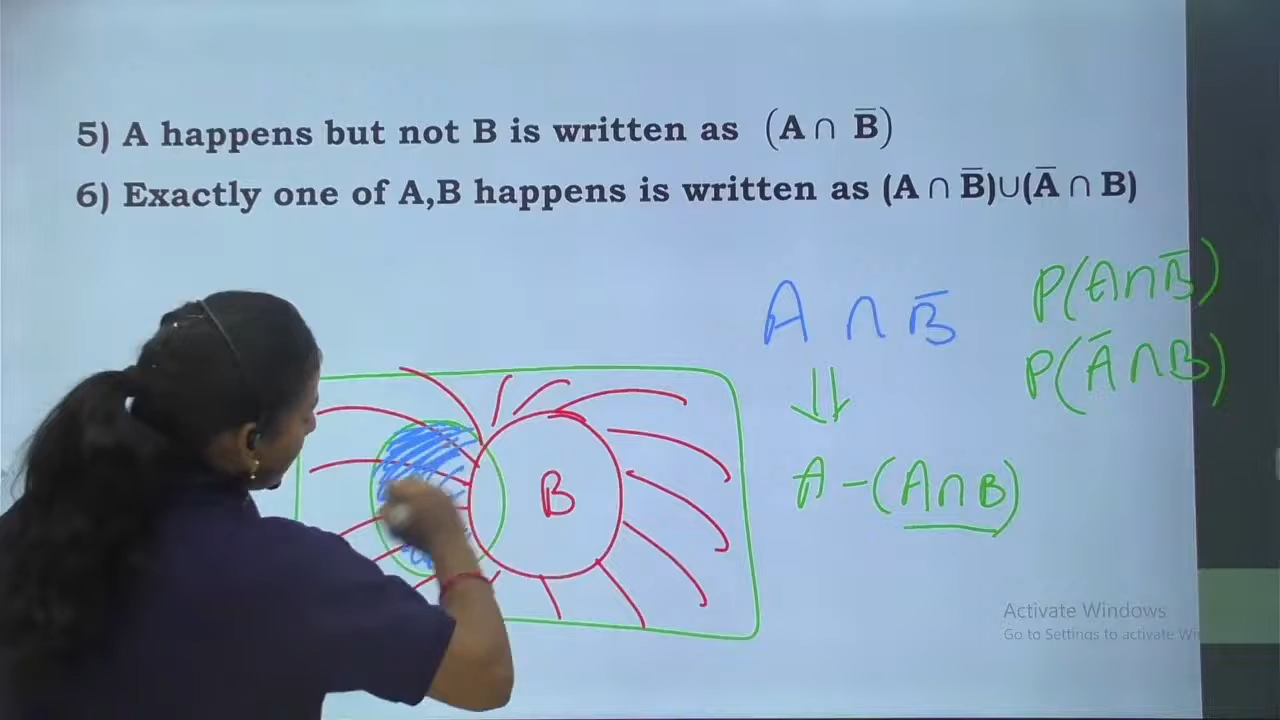 5) A happens but not B is written as (A ∩ B̅)
6) Exactly one of A,B happens is written as (A ∩ B̅)∪(A̅ ∩ B)
A ∩ B̅
P(A∩B̅)
P(A̅∩B)
⇓
A-(A∩B)
B
Activate Windows
Go to Settings to activate Wi